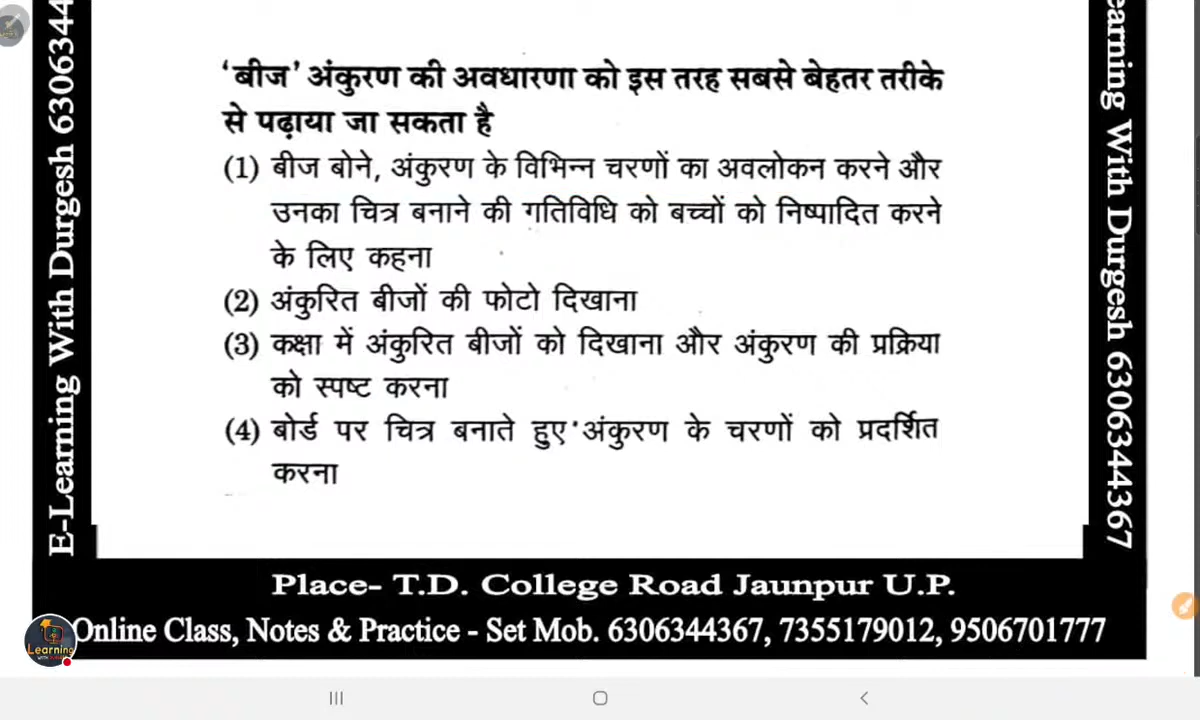 'बीज' अंकुरण की अवधारणा को इस तरह सबसे बेहतर तरीके
से पढ़ाया जा सकता है
(1) बीज बोने, अंकुरण के विभिन्न चरणों का अवलोकन करने और
उनका चित्र बनाने की गतिविधि को बच्चों को निष्पादित करने
के लिए कहना
(2) अंकुरित बीजों की फोटो दिखाना
(3) कक्षा में अंकुरित बीजों को दिखाना और अंकुरण की प्रक्रिया
को स्पष्ट करना
(4) बोर्ड पर चित्र बनाते हुए अंकुरण के चरणों को प्रदर्शित
करना
E-Learning With Durgesh 63063444
earning With Durgesh 6306344367
Place- T.D. College Road Jaunpur U.P.
Online Class, Notes & Practice - Set Mob. 6306344367, 7355179012, 9506701777
Learning